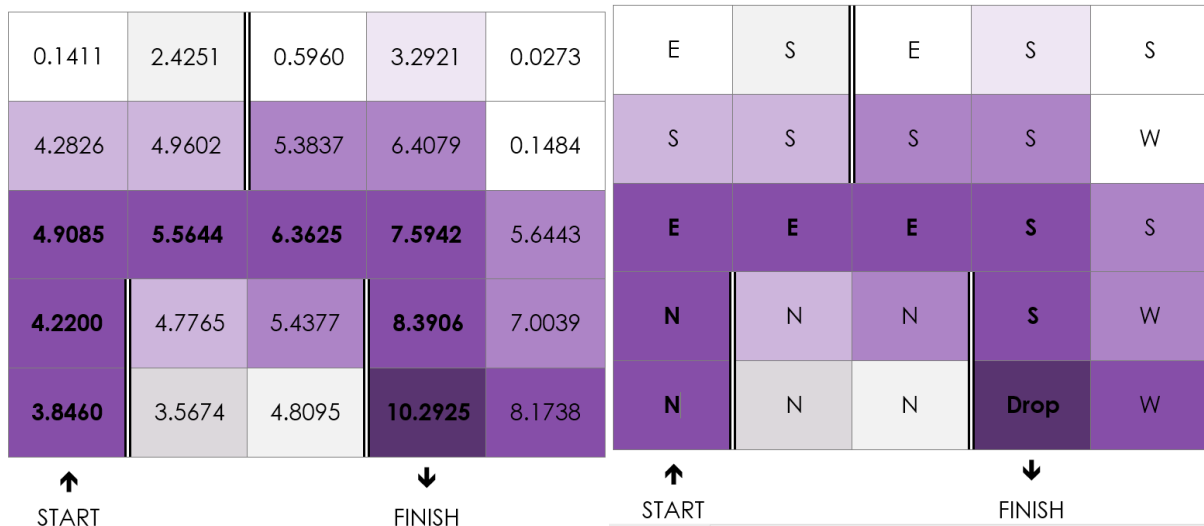 0.1411 2.4251 0.5960 3.2921 0.0273
4.2826 4.9602 5.3837 6.4079 0.1484
4.9085 5.5644 6.3625 7.5942 5.6443
4.2200 4.7765 5.4377 8.3906 7.0039
3.8460 3.5674 4.8095 10.2925 8.1738
START FINISH
E S E S S
S S S S W
E E E S S
N N N S W
N N N Drop W
START FINISH